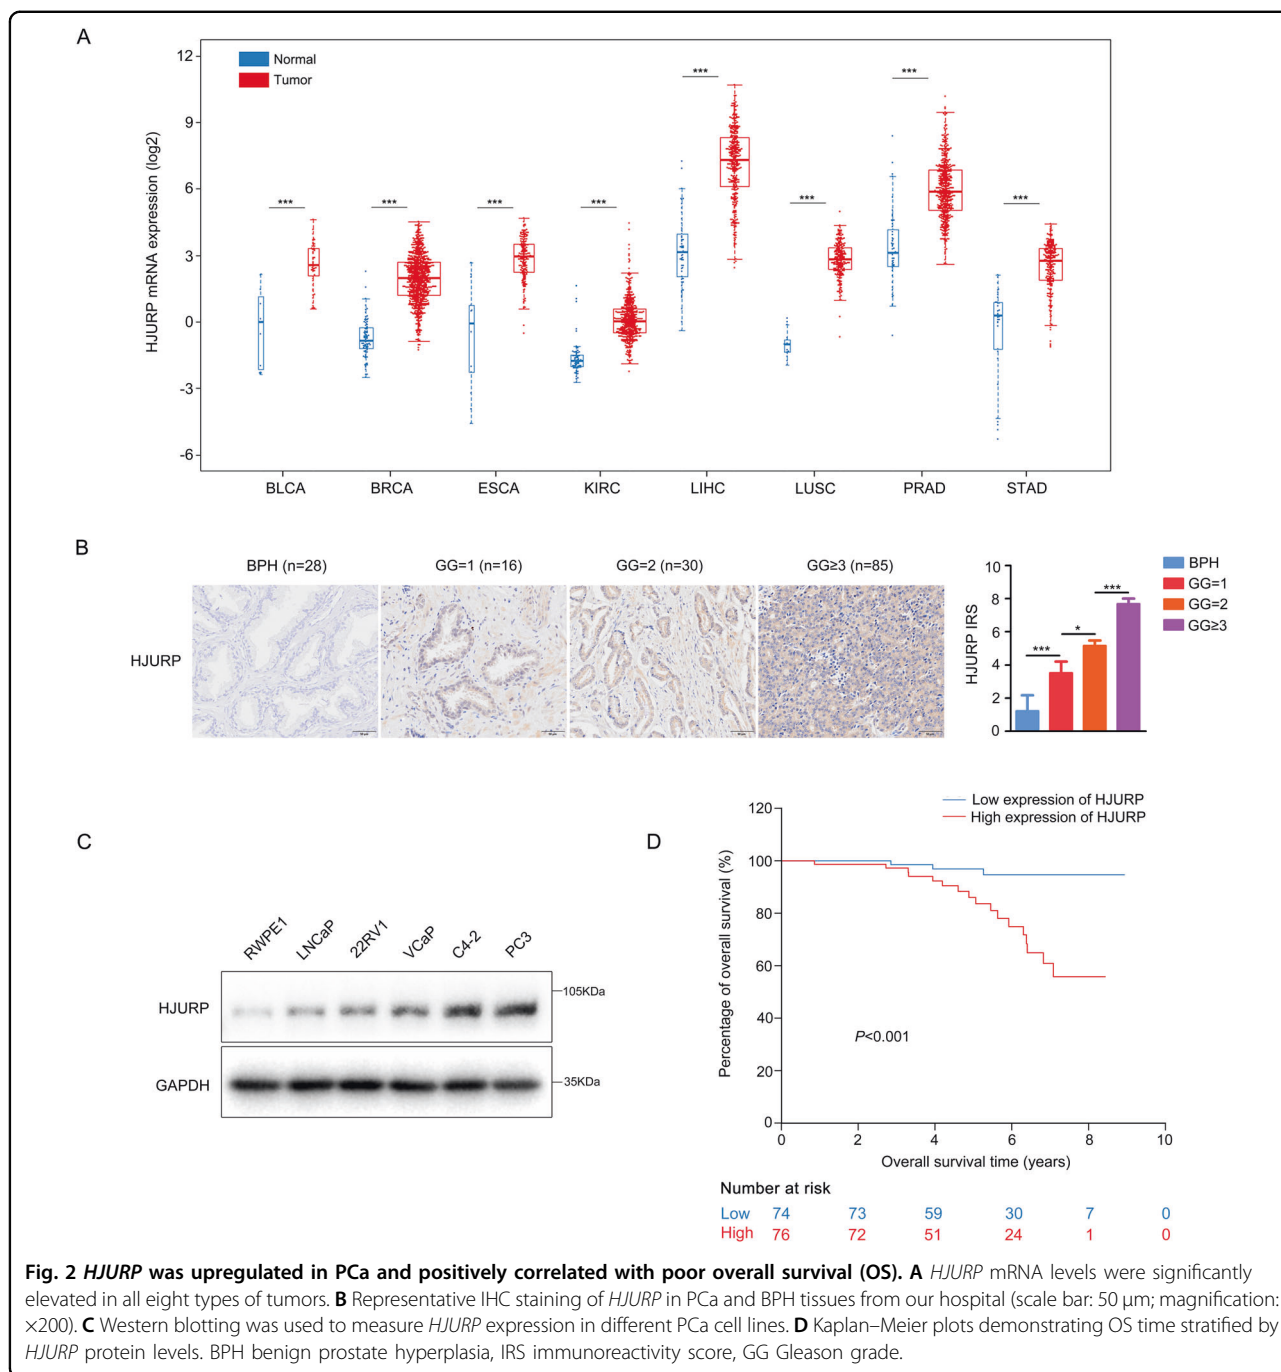 A
Normal
Tumor
HJURP mRNA expression (log2)
12
9
6
3
0
-3
-6
*** *** *** *** *** *** *** ***
BLCA BRCA ESCA KIRC LIHC LUSC PRAD STAD
B
BPH (n=28) GG=1 (n=16) GG=2 (n=30) GG≥3 (n=85)
HJURP
HJURP IRS
10
8
6
4
2
0
*** * ***
BPH
GG=1
GG=2
GG≥3
C
RWPE1 LNCaP 22RV1 VCaP C4-2 PC3
HJURP
105KDa
GAPDH
35KDa
D
Low expression of HJURP
High expression of HJURP
Percentage of overall survival (%)
120
100
80
60
40
20
0
P<0.001
0 2 4 6 8 10
Overall survival time (years)
Number at risk
Low 74 73 59 30 7 0
High 76 72 51 24 1 0
Fig. 2 HJURP was upregulated in PCa and positively correlated with poor overall survival (OS). A HJURP mRNA levels were significantly
elevated in all eight types of tumors. B Representative IHC staining of HJURP in PCa and BPH tissues from our hospital (scale bar: 50 µm; magnification:
×200). C Western blotting was used to measure HJURP expression in different PCa cell lines. D Kaplan–Meier plots demonstrating OS time stratified by
HJURP protein levels. BPH benign prostate hyperplasia, IRS immunoreactivity score, GG Gleason grade.